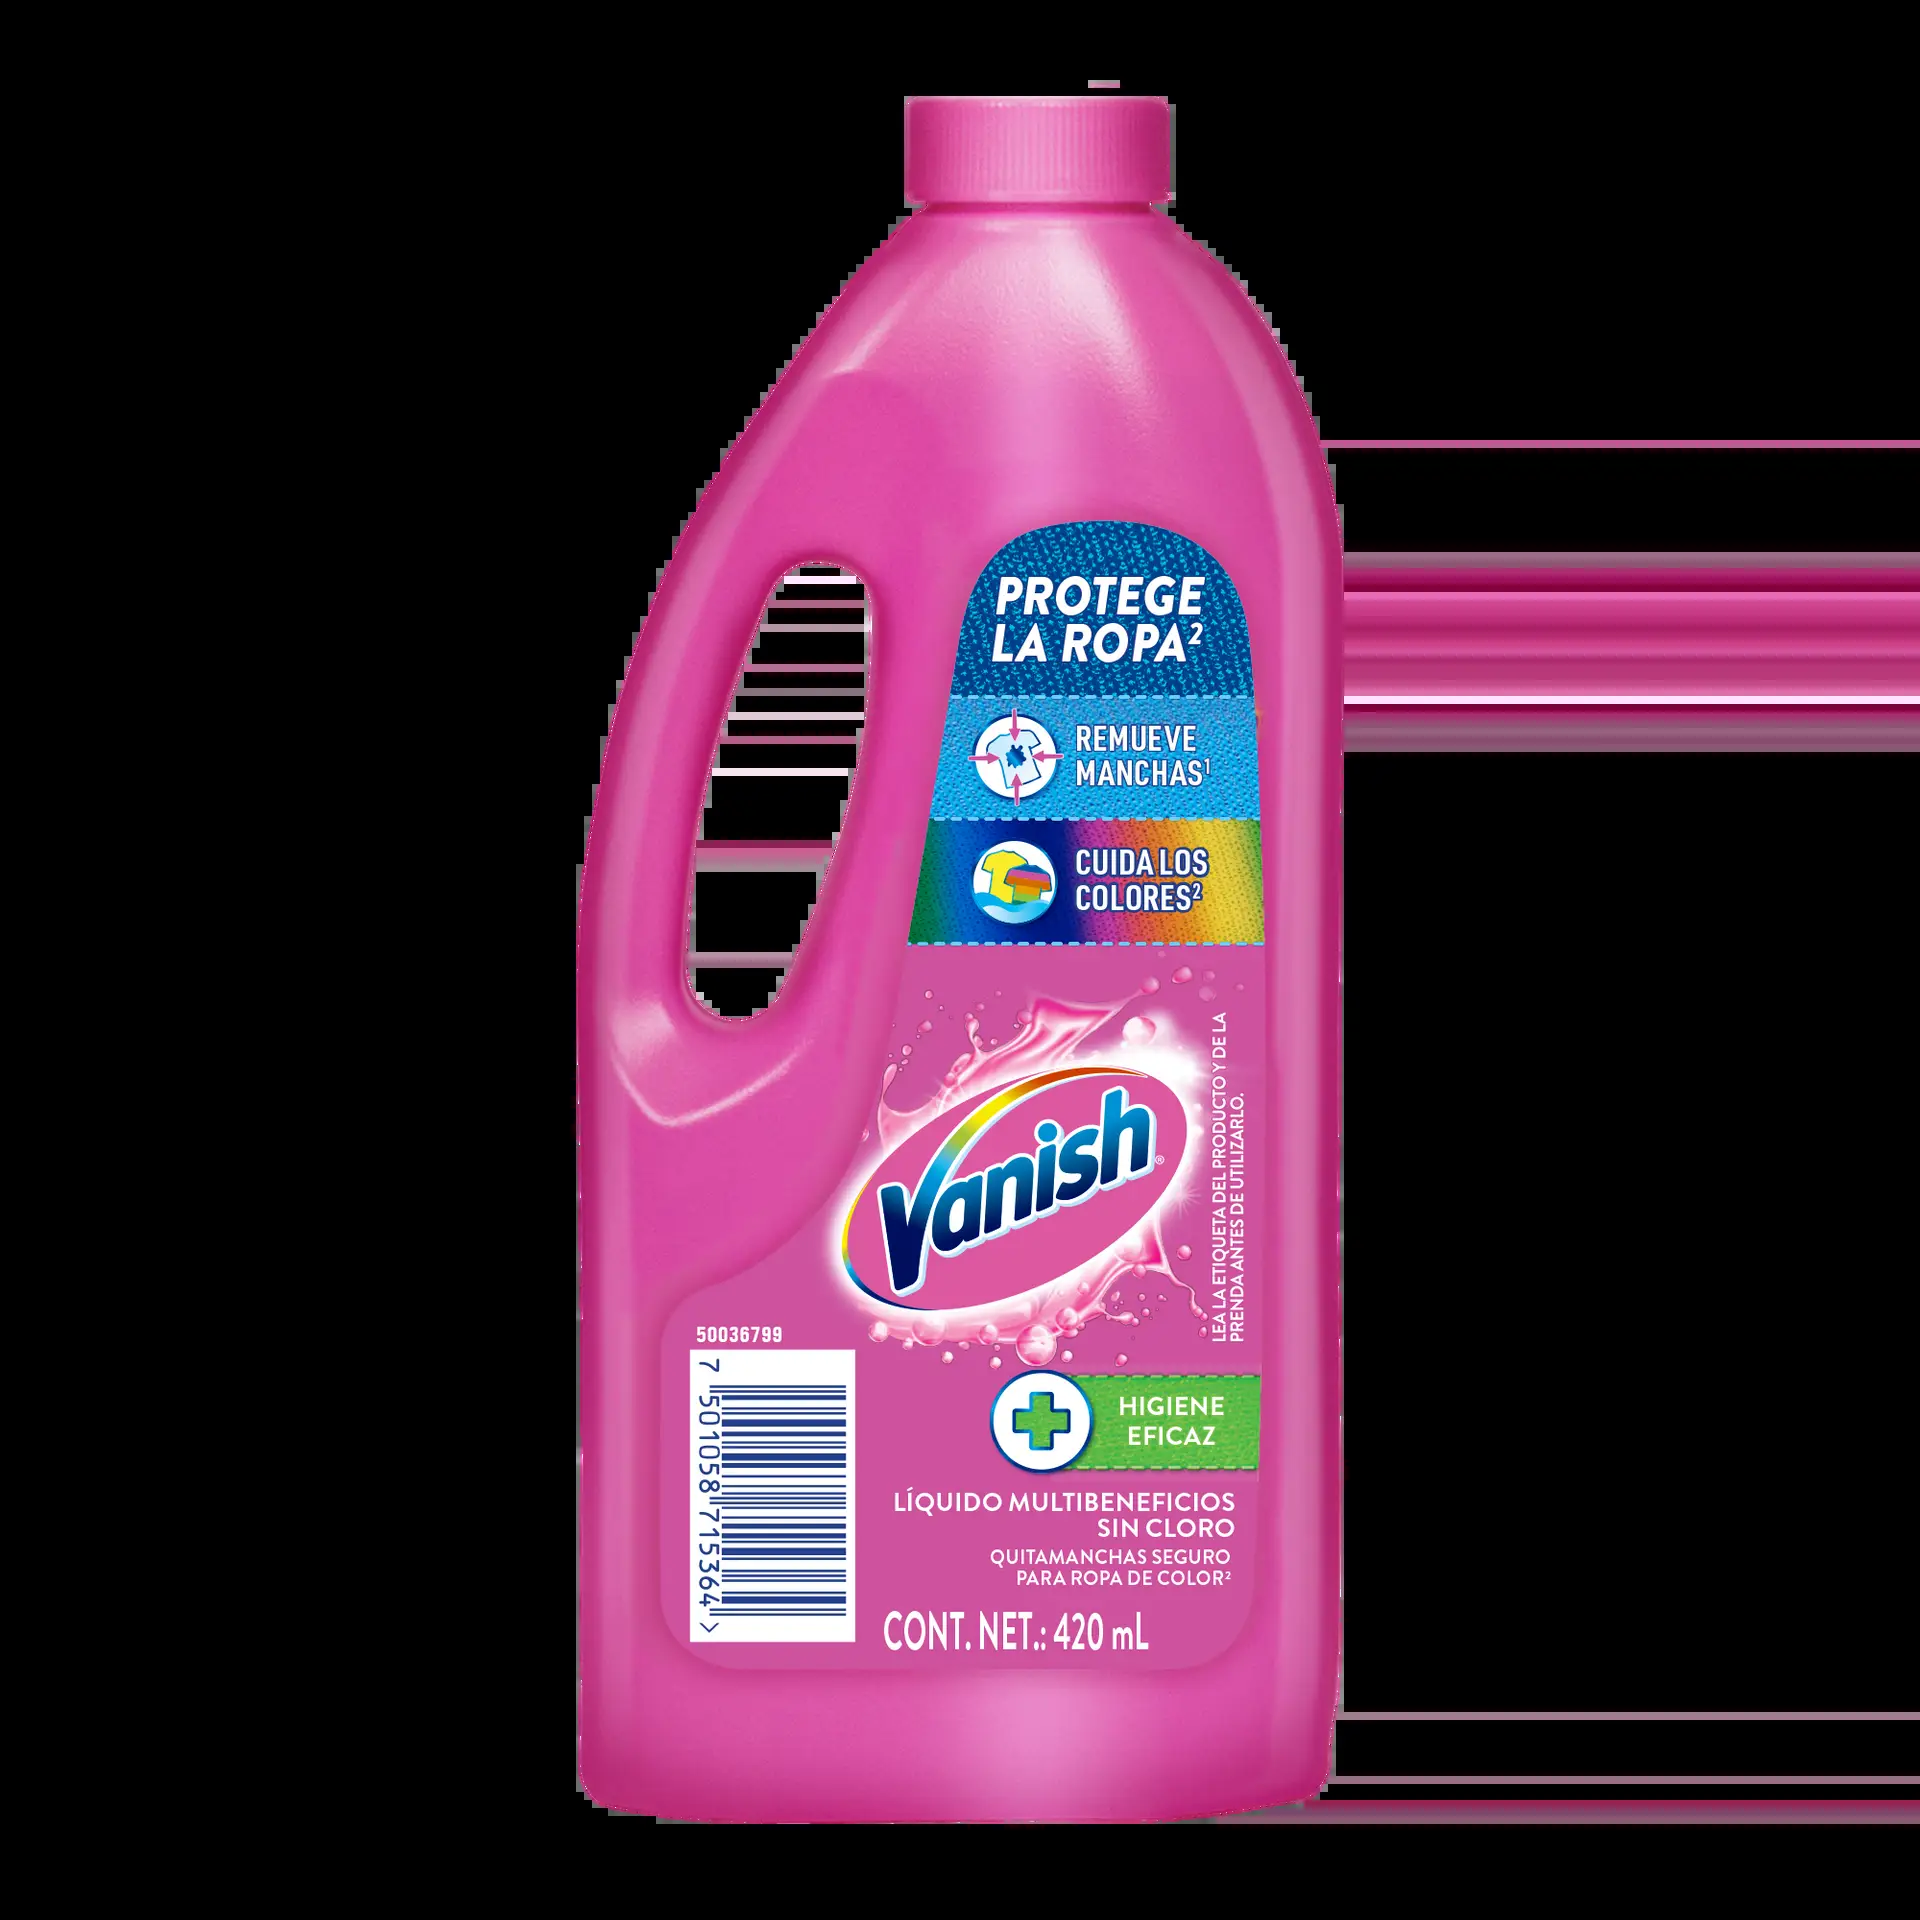 PROTEGE
LA ROPA²
REMUEVE
MANCHAS¹
CUIDA LOS
COLORES²
Vanish®
LEA LA ETIQUETA DEL PRODUCTO Y DE LA
PRENDA ANTES DE UTILIZARLO.
50036799
7 501058 715364 >
HIGIENE
EFICAZ
LÍQUIDO MULTIBENEFICIOS
SIN CLORO
QUITAMANCHAS SEGURO
PARA ROPA DE COLOR²
CONT. NET.: 420 mL